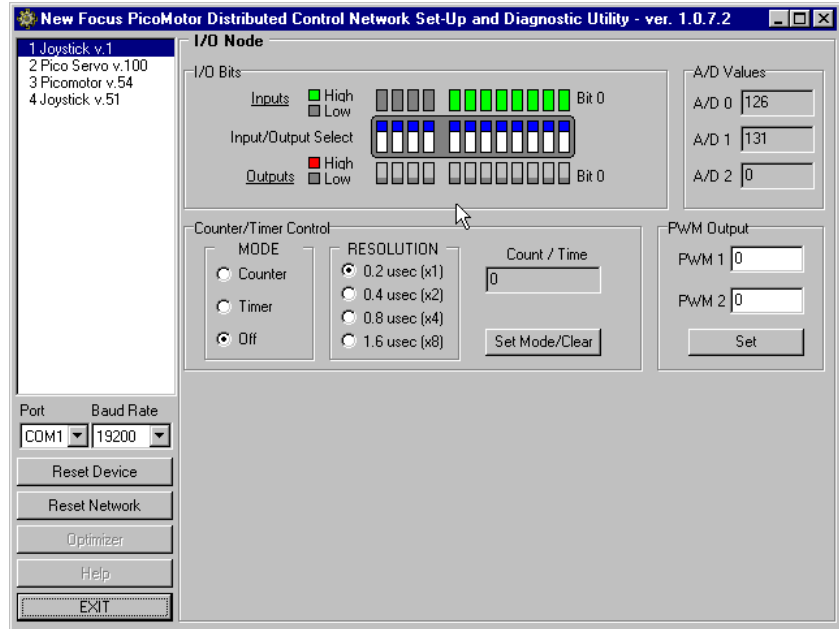 New Focus PicoMotor Distributed Control Network Set-Up and Diagnostic Utility - ver. 1.0.7.2
1 Joystick v.1
2 Pico Servo v.100
3 Picomotor v.54
4 Joystick v.51
Port
Baud Rate
COM1
19200
Reset Device
Reset Network
Optimizer
Help
EXIT
I/O Node
I/O Bits
Inputs
High
Low
Bit 0
Input/Output Select
High
Outputs
Low
Bit 0
A/D Values
A/D 0 126
A/D 1 131
A/D 2 0
Counter/Timer Control
MODE
Counter
Timer
Off
RESOLUTION
0.2 usec (x1)
0.4 usec (x2)
0.8 usec (x4)
1.6 usec (x8)
Count / Time
0
Set Mode/Clear
PWM Output
PWM 1 0
PWM 2 0
Set